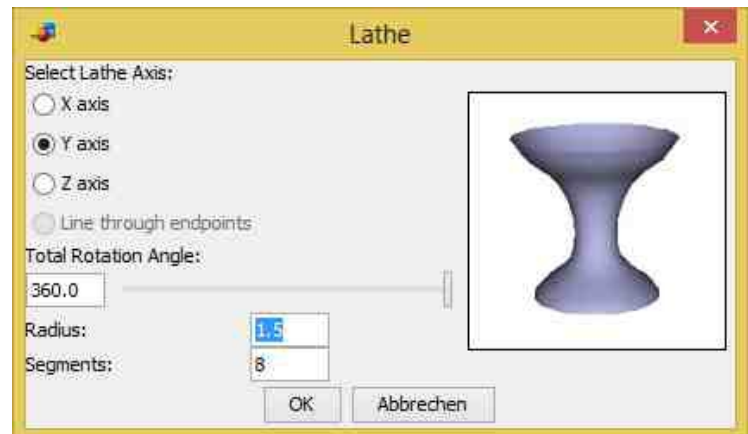 Lathe
Select Lathe Axis:
X axis
Y axis
Z axis
Line through endpoints
Total Rotation Angle:
360.0
Radius: 1.5
Segments: 8
OK Abbrechen